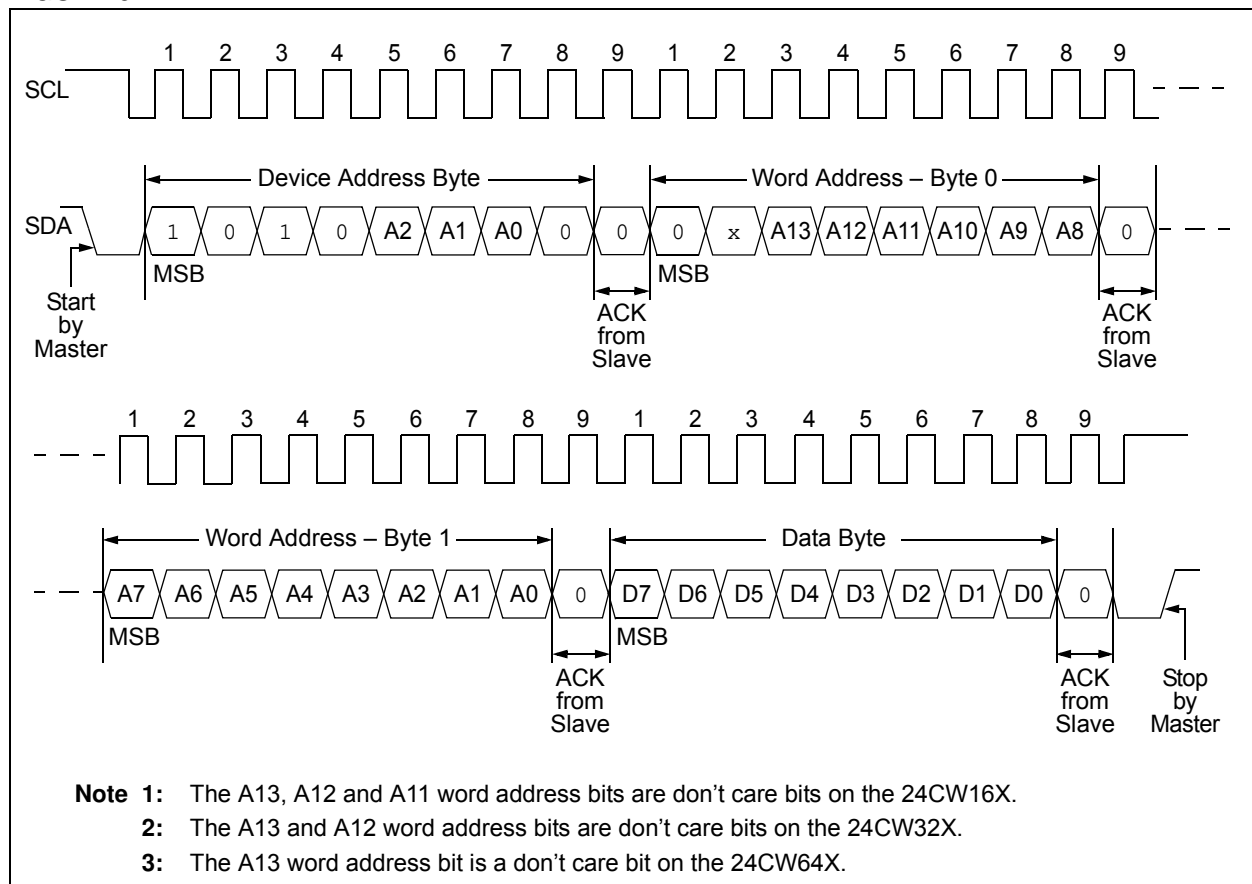 1 2 3 4 5 6 7 8 9 1 2 3 4 5 6 7 8 9
SCL
Device Address Byte Word Address – Byte 0
SDA 1 0 1 0 A2 A1 A0 0 0 0 x A13 A12 A11 A10 A9 A8 0
MSB MSB
Start by Master
ACK from Slave
ACK from Slave
1 2 3 4 5 6 7 8 9 1 2 3 4 5 6 7 8 9
Word Address – Byte 1 Data Byte
A7 A6 A5 A4 A3 A2 A1 A0 0 D7 D6 D5 D4 D3 D2 D1 D0 0
MSB MSB
ACK from Slave
ACK from Slave
Stop by Master
Note 1: The A13, A12 and A11 word address bits are don’t care bits on the 24CW16X.
2: The A13 and A12 word address bits are don’t care bits on the 24CW32X.
3: The A13 word address bit is a don’t care bit on the 24CW64X.